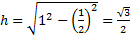 h = √(1² − (1/2)²) = √3/2